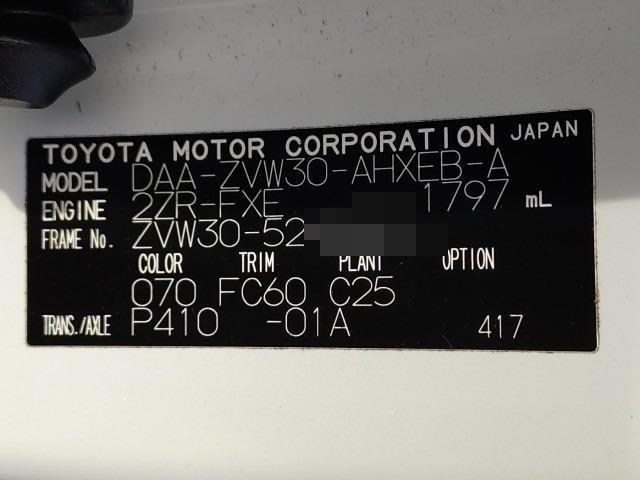 TOYOTA MOTOR CORPORATION JAPAN
MODEL DAA-ZVW30-AHXEB-A
ENGINE 2ZR-FXE 1797 mL
FRAME No. ZVW30-52
COLOR TRIM PLANT OPTION
070 FC60 C25
TRANS./AXLE P410 -01A 417